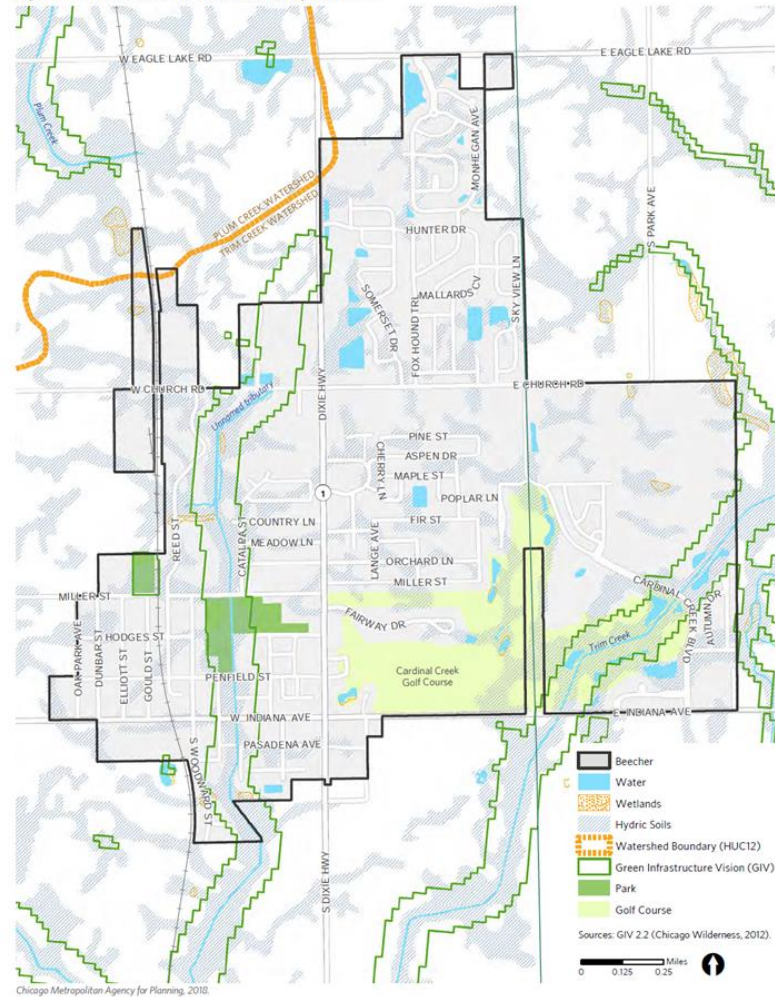 W EAGLE LAKE RD
E EAGLE LAKE RD
Plum Creek
MONHEGAN AVE
S PARK AVE
PLUM CREEK WATERSHED
TRIM CREEK WATERSHED
HUNTER DR
SOMERSET DR
FOX HOUND TRL
MALLARDS CV
SKY VIEW LN
W CHURCH RD
E CHURCH RD
Unnamed tributary
DIXIE HWY
PINE ST
ASPEN DR
CHERRY LN
MAPLE ST
1
POPLAR LN
REED ST
CATALPA ST
COUNTRY LN
FIR ST
MEADOW LN
LANGE AVE
ORCHARD LN
MILLER ST
MILLER ST
CARDINAL CREEK BLVD
AUTUMN DR
OAK PARK AVE
DUNBAR ST
HODGES ST
ELLIOTT ST
GOULD ST
FAIRWAY DR
Trim Creek
Cardinal Creek
Golf Course
PENFIELD ST
W INDIANA AVE
E INDIANA AVE
PASADENA AVE
S WOODWARD ST
S DIXIE HWY
Beecher
Water
Wetlands
Hydric Soils
Watershed Boundary (HUC12)
Green Infrastructure Vision (GIV)
Park
Golf Course
Sources: GIV 2.2 (Chicago Wilderness, 2012).
Miles
0 0.125 0.25
Chicago Metropolitan Agency for Planning, 2018.